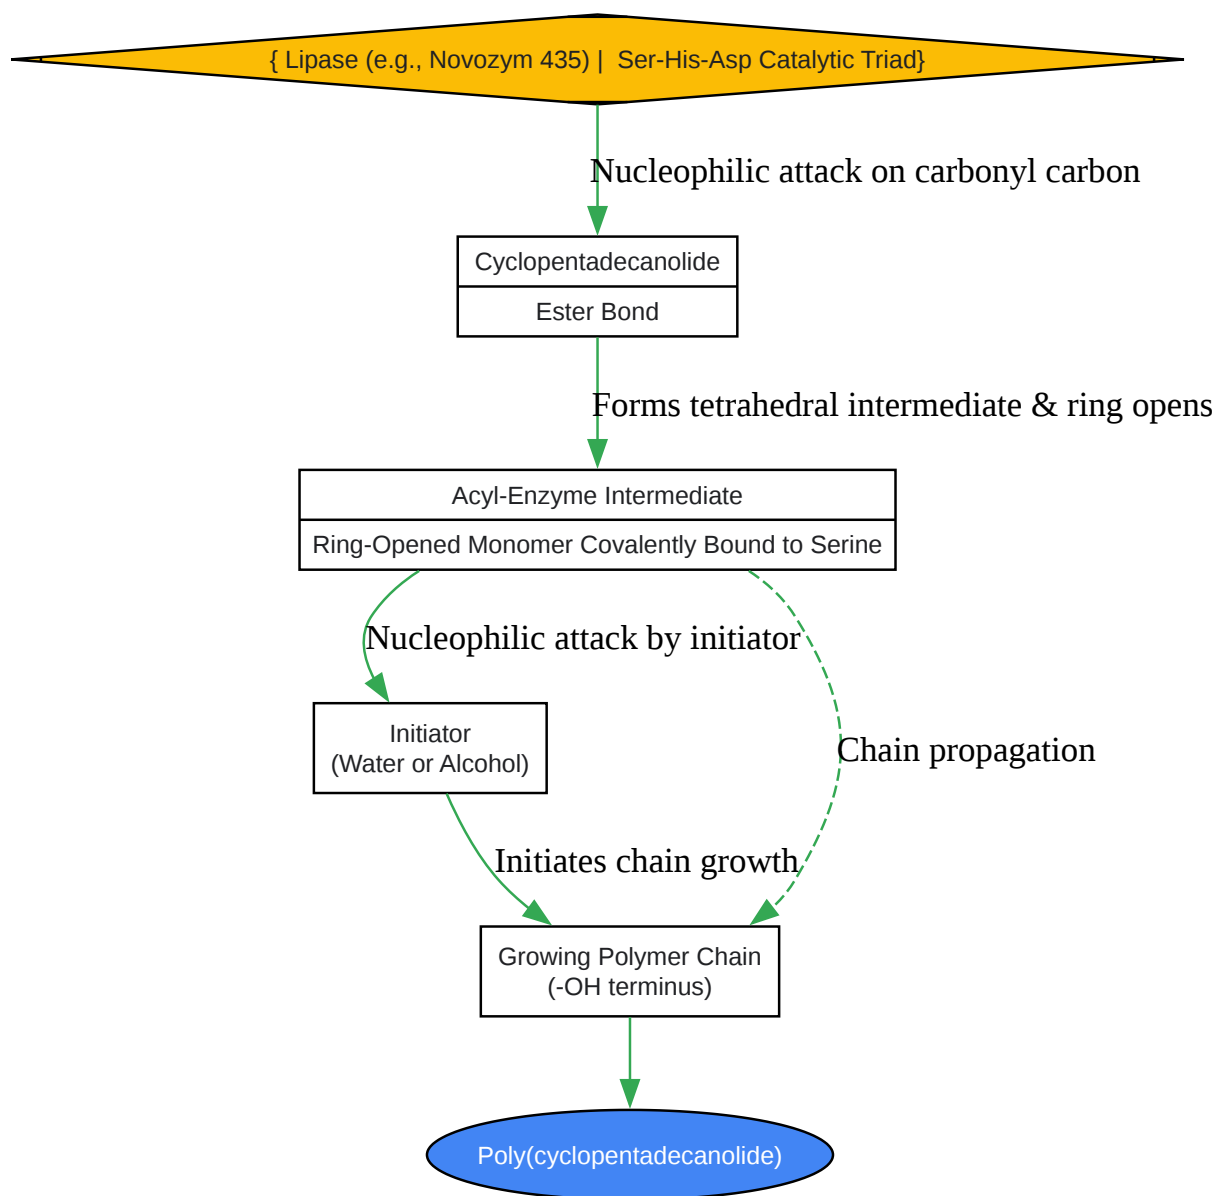 { Lipase (e.g., Novozym 435) |  Ser-His-Asp Catalytic Triad}
Nucleophilic attack on carbonyl carbon
Cyclopentadecanolide
Ester Bond
Forms tetrahedral intermediate & ring opens
Acyl-Enzyme Intermediate
Ring-Opened Monomer Covalently Bound to Serine
Nucleophilic attack by initiator
Initiator
(Water or Alcohol)
Chain propagation
Initiates chain growth
Growing Polymer Chain
(-OH terminus)
Poly(cyclopentadecanolide)